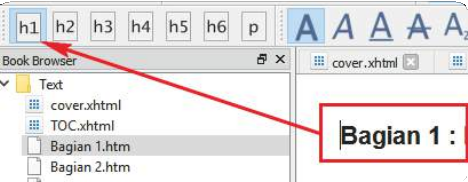 h1 h2 h3 h4 h5 h6 p A A A A A₂
Book Browser
cover.xhtml
Text
cover.xhtml
TOC.xhtml
Bagian 1.htm
Bagian 2.htm
Bagian 1 :